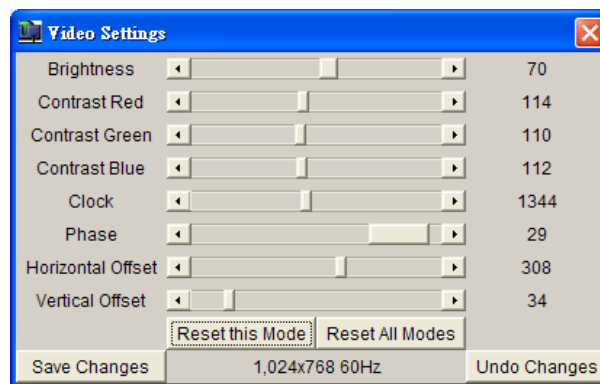 Video Settings
Brightness 70
Contrast Red 114
Contrast Green 110
Contrast Blue 112
Clock 1344
Phase 29
Horizontal Offset 308
Vertical Offset 34
Reset this Mode Reset All Modes
Save Changes 1,024x768 60Hz Undo Changes